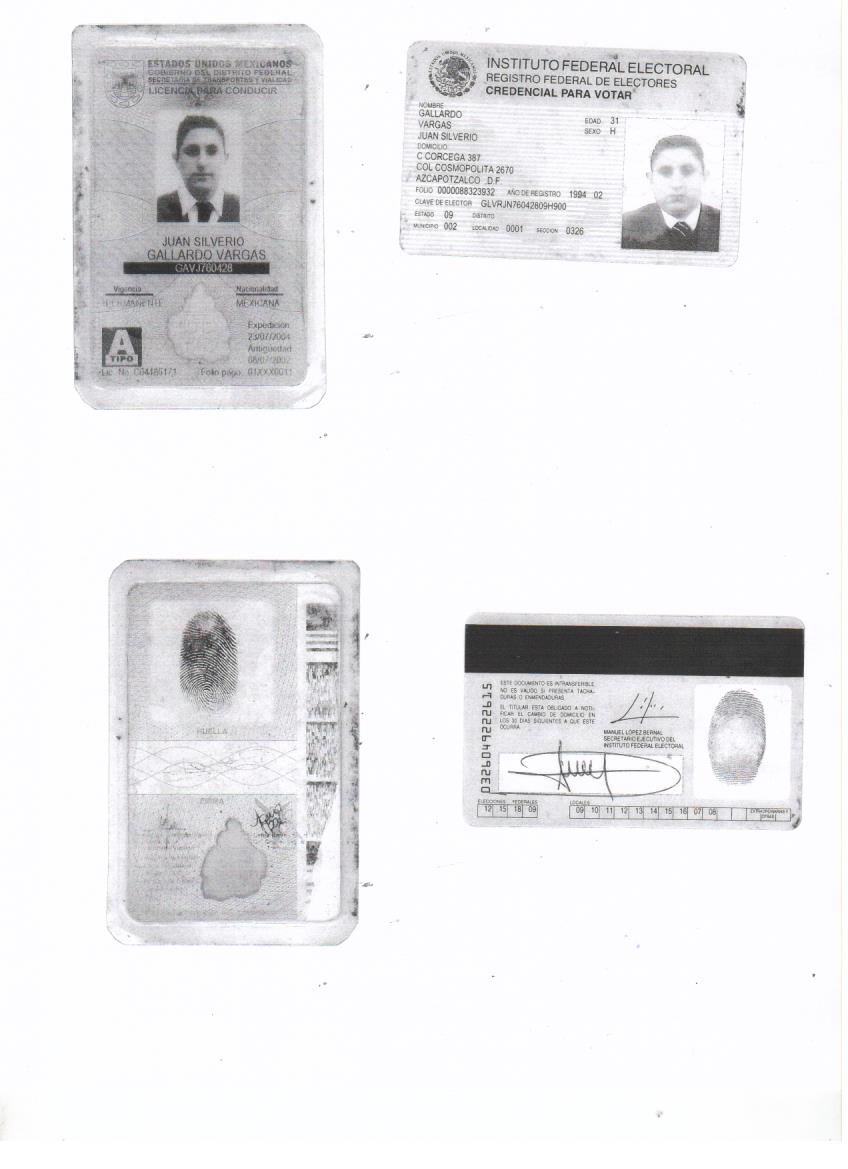 ESTADOS UNIDOS MEXICANOS
GOBIERNO DEL DISTRITO FEDERAL
SECRETARIA DE TRANSPORTES Y VIALIDAD
LICENCIA PARA CONDUCIR
JUAN SILVERIO
GALLARDO VARGAS
GAVJ760428
Vigencia Nacionalidad
PERMANENTE MEXICANA
Expedición
23/07/2004
Antigüedad
08/07/2002
A
TIPO
Lic. No. Folio pago.
INSTITUTO FEDERAL ELECTORAL
REGISTRO FEDERAL DE ELECTORES
CREDENCIAL PARA VOTAR
NOMBRE
GALLARDO
VARGAS
JUAN SILVERIO
EDAD 31
SEXO H
DOMICILIO
C CORCEGA 387
COL COSMOPOLITA 2670
AZCAPOTZALCO ,D.F.
FOLIO 0000088323932 AÑO DE REGISTRO 1994 02
CLAVE DE ELECTOR GLVRJN76042809H900
ESTADO 09 DISTRITO
MUNICIPIO 002 LOCALIDAD 0001 SECCION 0326
HUELLA
FIRMA
0326049222615
ESTE DOCUMENTO ES INTRANSFERIBLE
NO ES VALIDO SI PRESENTA TACHA-
DURAS O ENMENDADURAS.
EL TITULAR ESTA OBLIGADO A NOTI-
FICAR EL CAMBIO DE DOMICILIO EN
LOS 30 DIAS SIGUIENTES A QUE ESTE
OCURRA.
MANUEL LÓPEZ BERNAL
SECRETARIO EJECUTIVO DEL
INSTITUTO FEDERAL ELECTORAL
ELECCIONES FEDERALES LOCALES
12 15 18 09 09 10 11 12 13 14 15 16 07 08